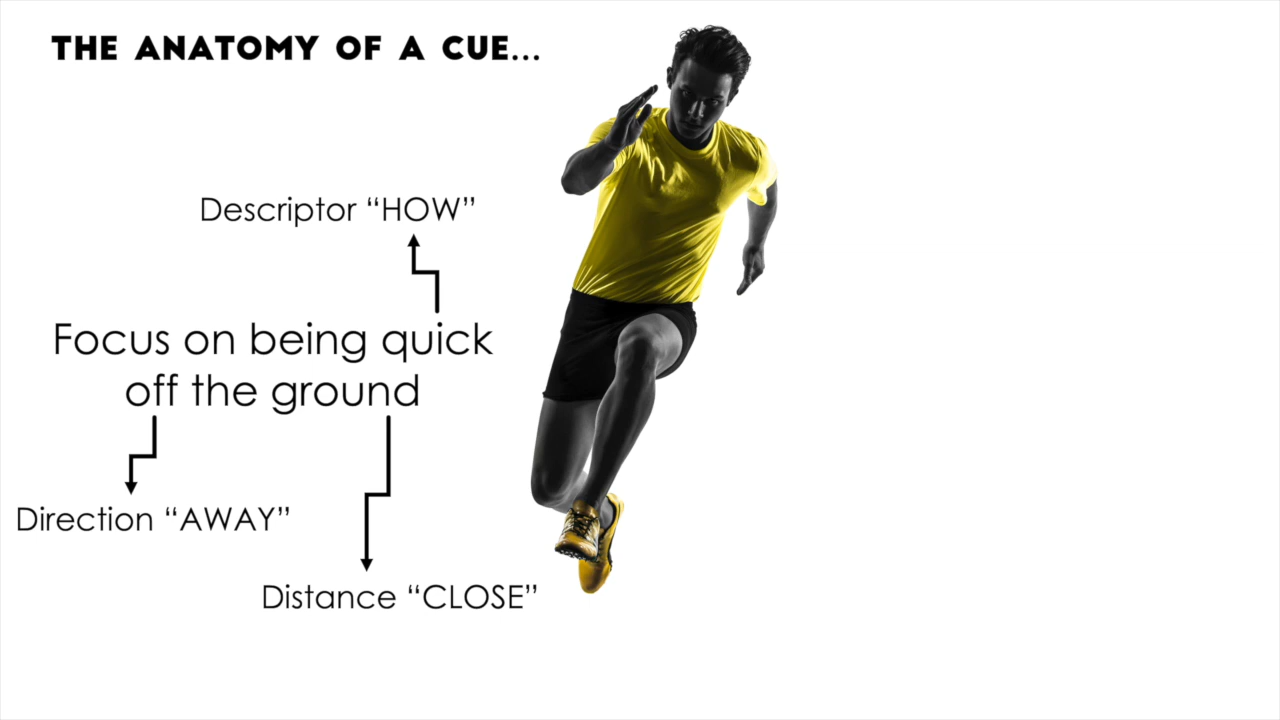 THE ANATOMY OF A CUE...
Descriptor “HOW”
Focus on being quick
off the ground
Direction “AWAY”
Distance “CLOSE”